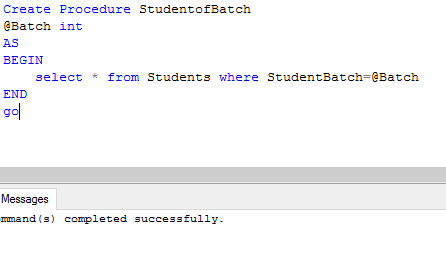 Create Procedure StudentofBatch
@Batch int
AS
BEGIN
select * from Students where StudentBatch=@Batch
END
go
Messages
mmand(s) completed successfully.